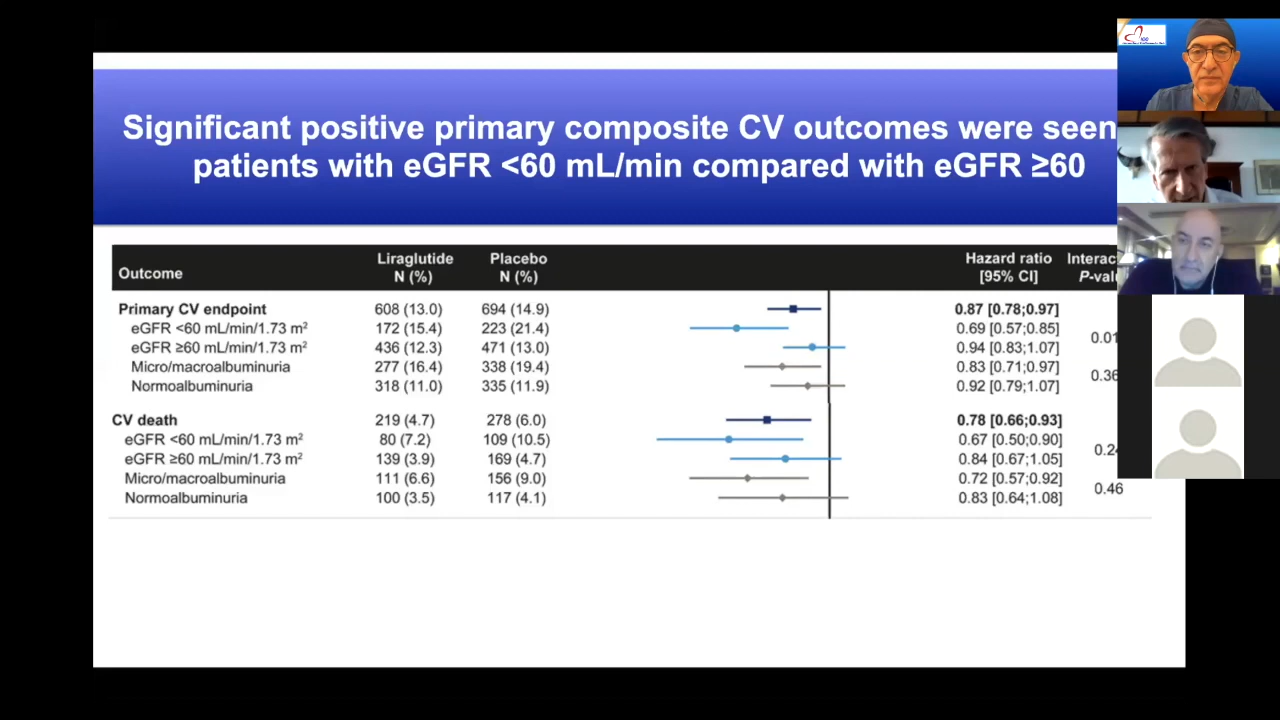 Significant positive primary composite CV outcomes were seen
patients with eGFR <60 mL/min compared with eGFR ≥60
Outcome Liraglutide N (%) Placebo N (%) Hazard ratio [95% CI]
Primary CV endpoint 608 (13.0) 694 (14.9) 0.87 [0.78;0.97]
eGFR <60 mL/min/1.73 m² 172 (15.4) 223 (21.4) 0.69 [0.57;0.85]
eGFR ≥60 mL/min/1.73 m² 436 (12.3) 471 (13.0) 0.94 [0.83;1.07]
0.01
Micro/macroalbuminuria 277 (16.4) 338 (19.4) 0.83 [0.71;0.97]
Normoalbuminuria 318 (11.0) 335 (11.9) 0.92 [0.79;1.07]
0.36
CV death 219 (4.7) 278 (6.0) 0.78 [0.66;0.93]
eGFR <60 mL/min/1.73 m² 80 (7.2) 109 (10.5) 0.67 [0.50;0.90]
eGFR ≥60 mL/min/1.73 m² 139 (3.9) 169 (4.7) 0.84 [0.67;1.05]
Micro/macroalbuminuria 111 (6.6) 156 (9.0) 0.72 [0.57;0.92]
Normoalbuminuria 100 (3.5) 117 (4.1) 0.83 [0.64;1.08]
0.46